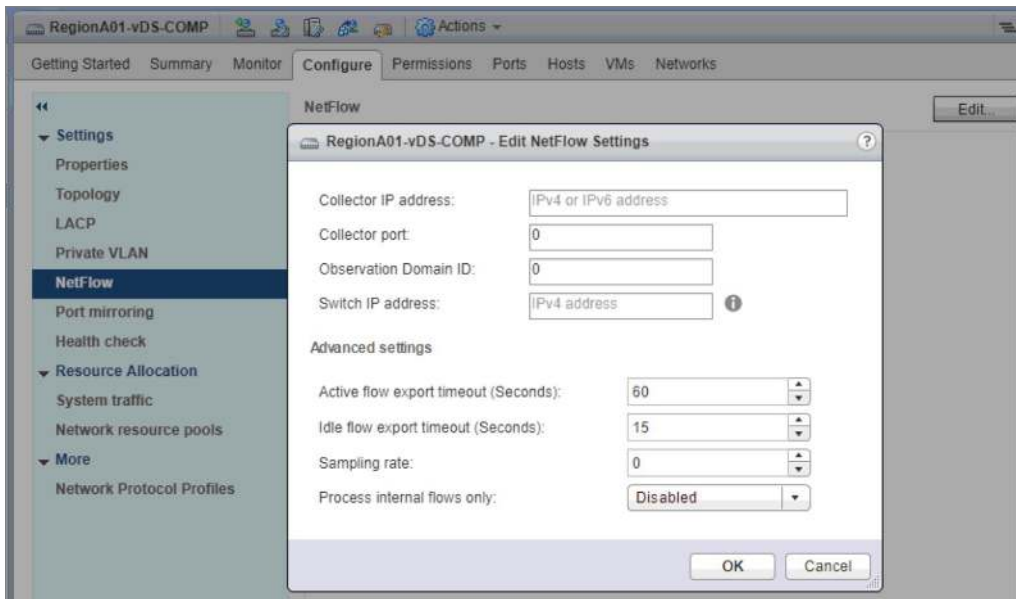 RegionA01-vDS-COMP Actions
Getting Started Summary Monitor Configure Permissions Ports Hosts VMs Networks
Settings
Properties
Topology
LACP
Private VLAN
NetFlow
Port mirroring
Health check
Resource Allocation
System traffic
Network resource pools
More
Network Protocol Profiles
NetFlow Edit...
RegionA01-vDS-COMP - Edit NetFlow Settings ?
Collector IP address: IPv4 or IPv6 address
Collector port: 0
Observation Domain ID: 0
Switch IP address: IPv4 address
Advanced settings
Active flow export timeout (Seconds): 60
Idle flow export timeout (Seconds): 15
Sampling rate: 0
Process internal flows only: Disabled
OK Cancel